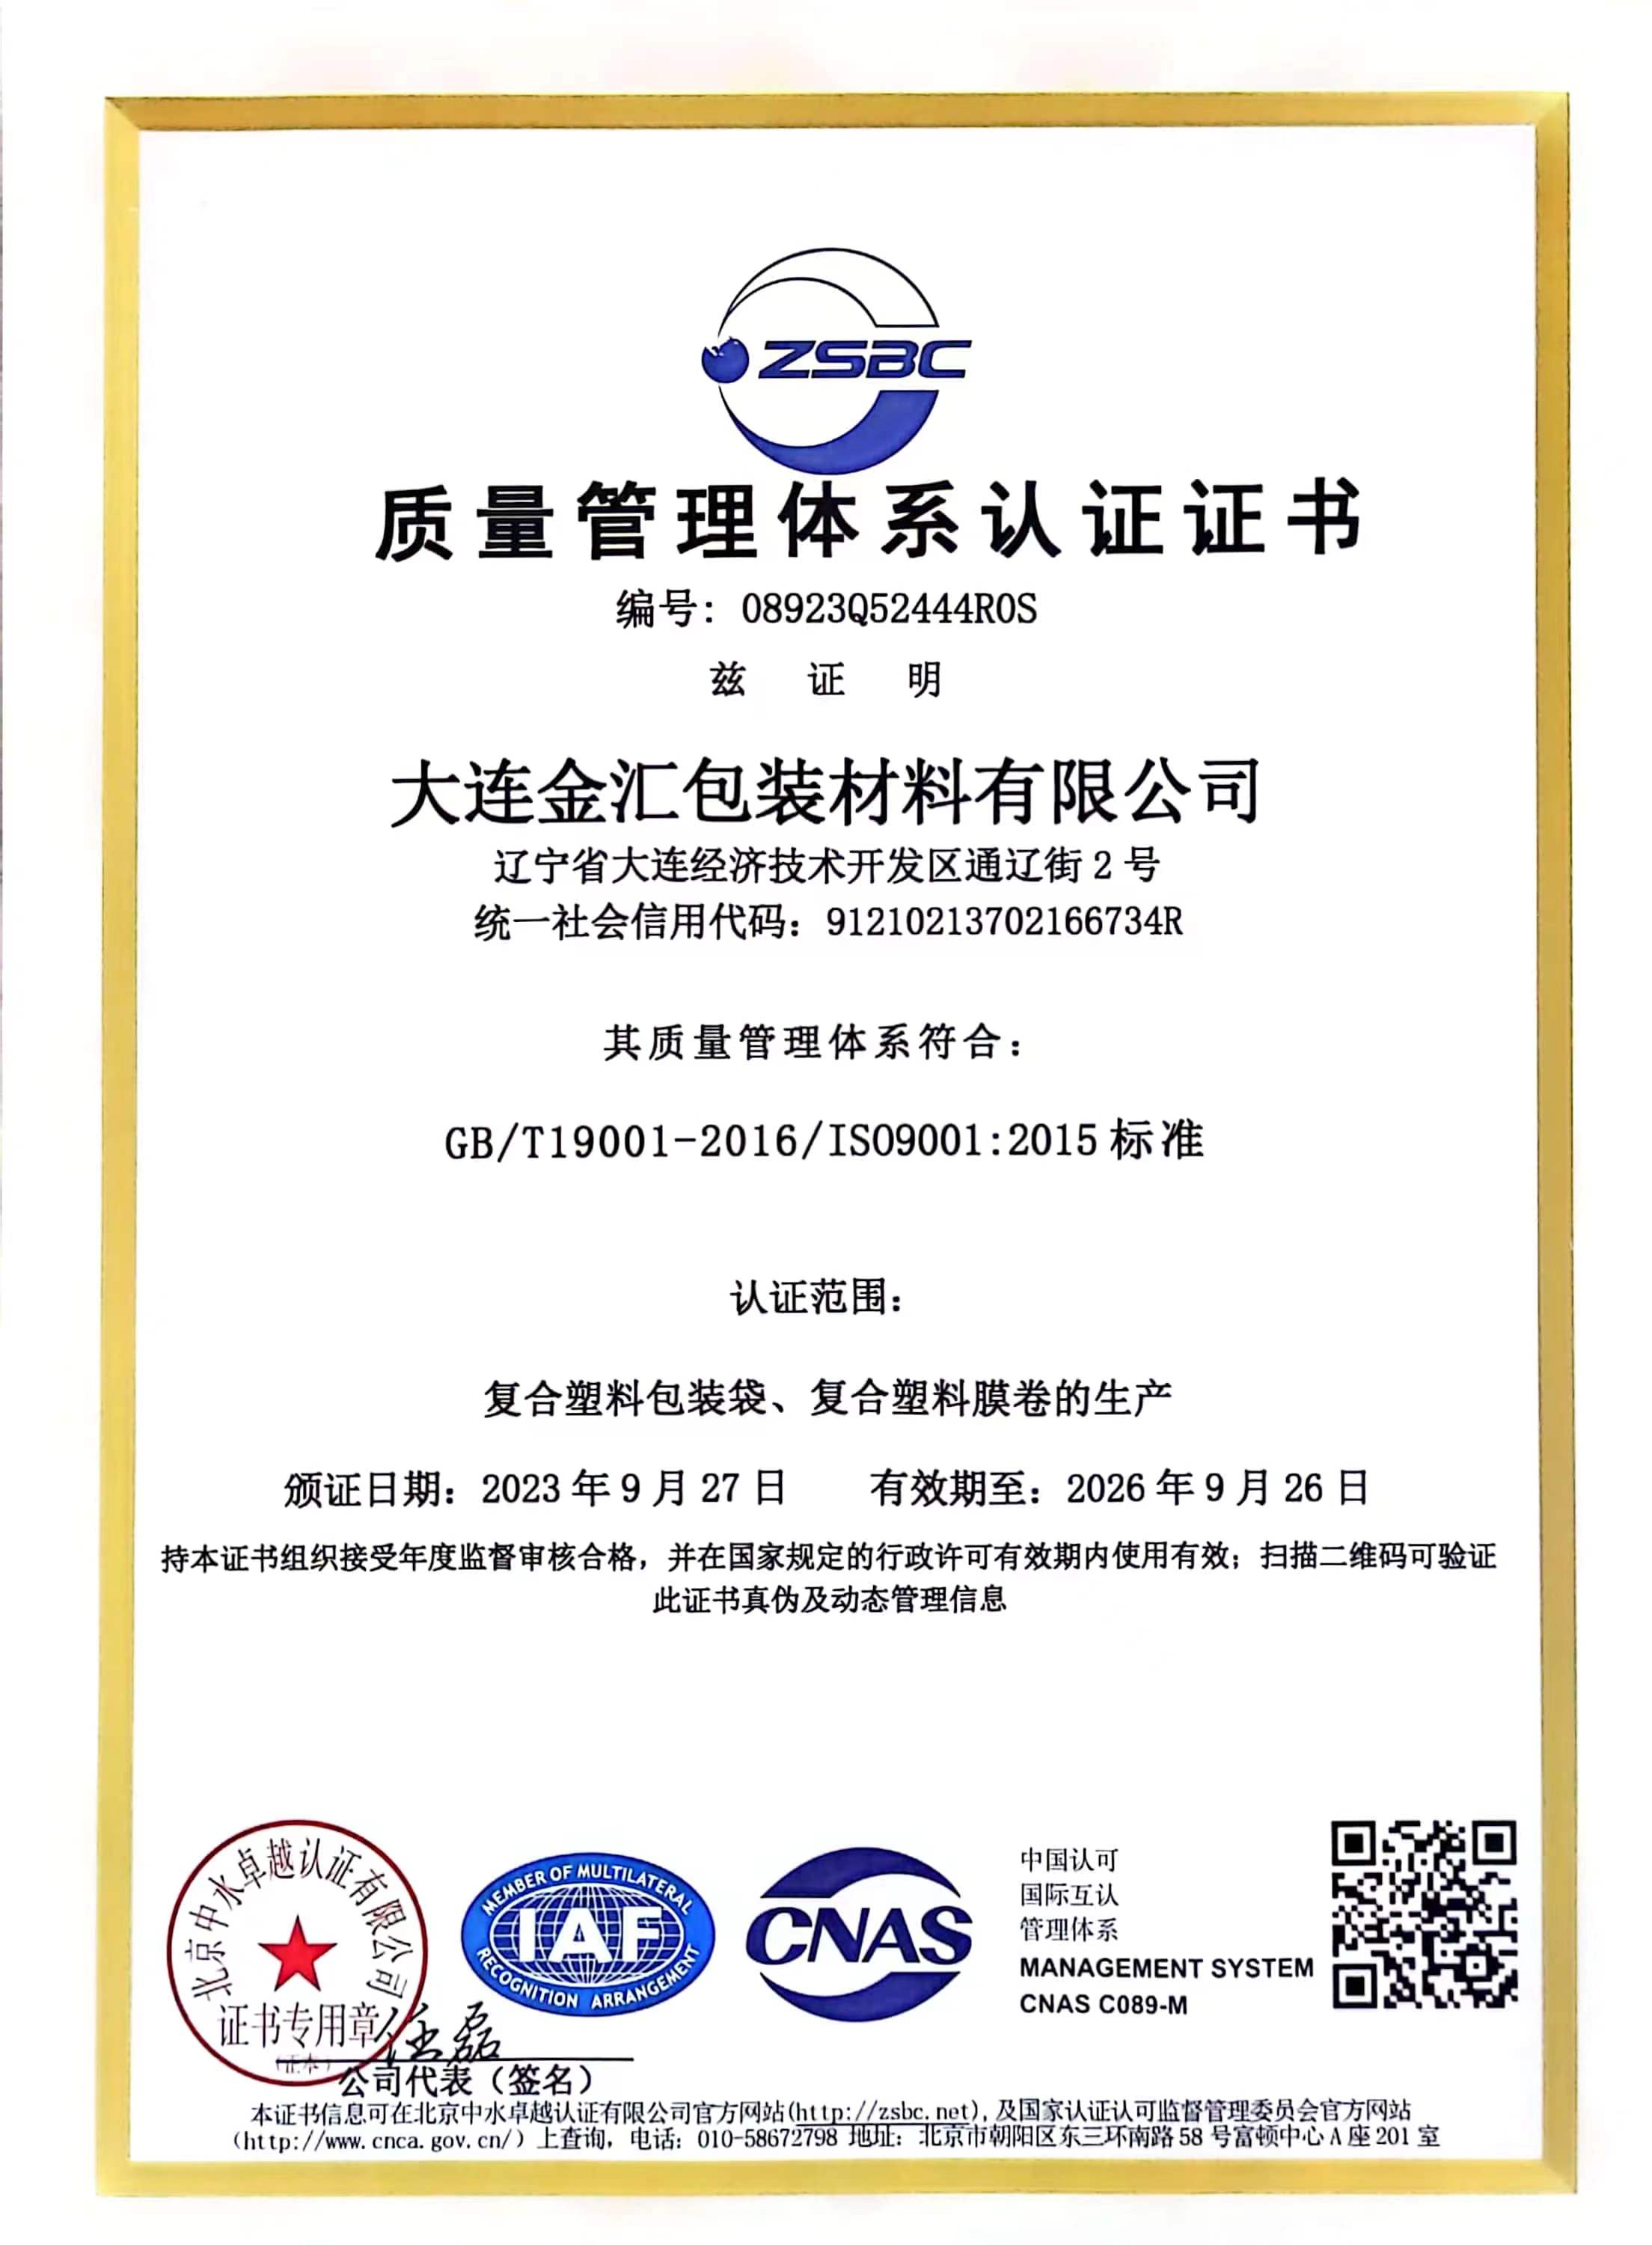 ZSBC
质量管理体系认证证书
编号：08923Q52444R0S
兹 证 明
大连金汇包装材料有限公司
辽宁省大连经济技术开发区通辽街 2 号
统一社会信用代码：91210213702166734R
其质量管理体系符合：
GB/T19001-2016/ISO9001:2015 标准
认证范围：
复合塑料包装袋、复合塑料膜卷的生产
颁证日期：2023 年 9 月 27 日 有效期至：2026 年 9 月 26 日
持本证书组织接受年度监督审核合格，并在国家规定的行政许可有效期内使用有效；扫描二维码可验证
此证书真伪及动态管理信息
北京中水卓越认证有限公司
证书专用章
（正本）
MEMBER OF MULTILATERAL
IAF
RECOGNITION ARRANGEMENT
CNAS
中国认可
国际互认
管理体系
MANAGEMENT SYSTEM
CNAS C089-M
公司代表（签名）
本证书信息可在北京中水卓越认证有限公司官方网站(http://zsbc.net), 及国家认证认可监督管理委员会官方网站
（http://www.cnca.gov.cn/）上查询，电话：010-58672798 地址：北京市朝阳区东三环南路 58 号富顿中心 A 座 201 室